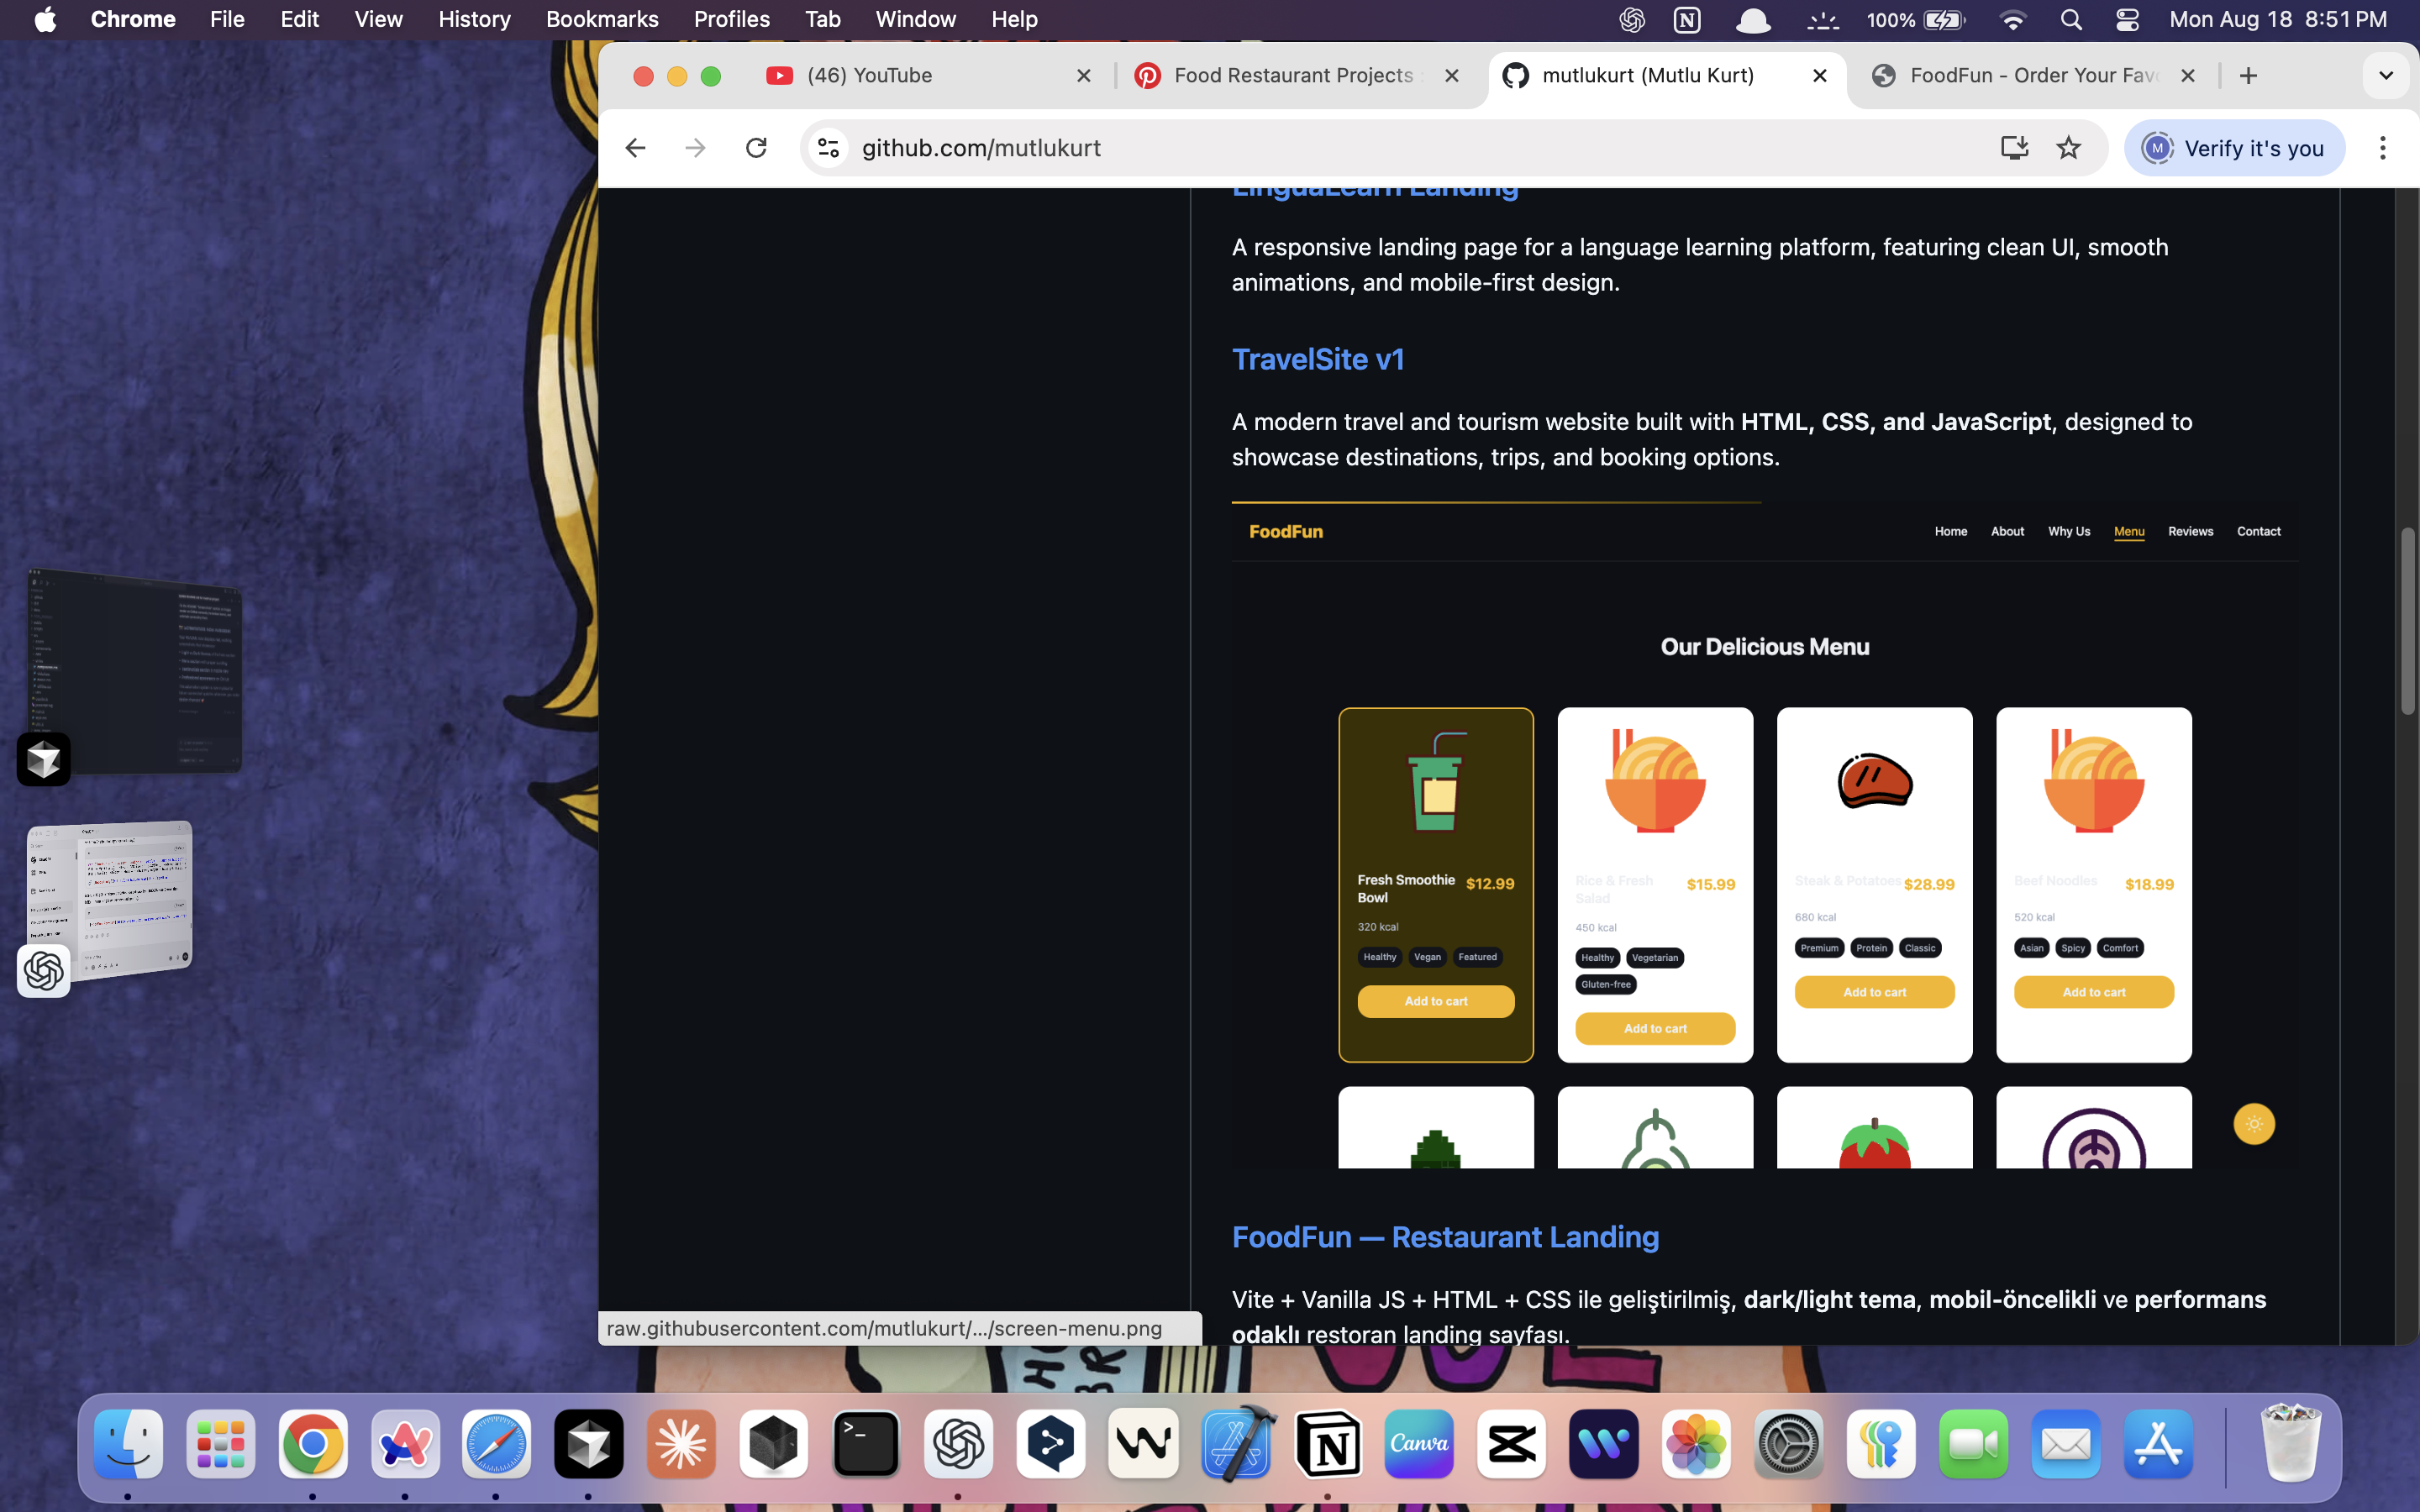 Chrome File Edit View History Bookmarks Profiles Tab Window Help
100% Mon Aug 18 8:51 PM
(46) YouTube
Food Restaurant Projects
mutlukurt (Mutlu Kurt)
FoodFun - Order Your Fav
github.com/mutlukurt
M Verify it's you
LinguaLearn Landing
A responsive landing page for a language learning platform, featuring clean UI, smooth
animations, and mobile-first design.
TravelSite v1
A modern travel and tourism website built with HTML, CSS, and JavaScript, designed to
showcase destinations, trips, and booking options.
FoodFun Home About Why Us Menu Reviews Contact
Our Delicious Menu
Fresh Smoothie
Bowl
$12.99
320 kcal
Healthy Vegan Featured
Add to cart
Rice & Fresh
Salad
$15.99
450 kcal
Healthy Vegetarian
Gluten-free
Add to cart
Steak & Potatoes $28.99
680 kcal
Premium Protein Classic
Add to cart
Beef Noodles $18.99
520 kcal
Asian Spicy Comfort
Add to cart
FoodFun — Restaurant Landing
Vite + Vanilla JS + HTML + CSS ile geliştirilmiş, dark/light tema, mobil-öncelikli ve performans
odaklı restoran landing sayfası.
raw.githubusercontent.com/mutlukurt/.../screen-menu.png
Canva